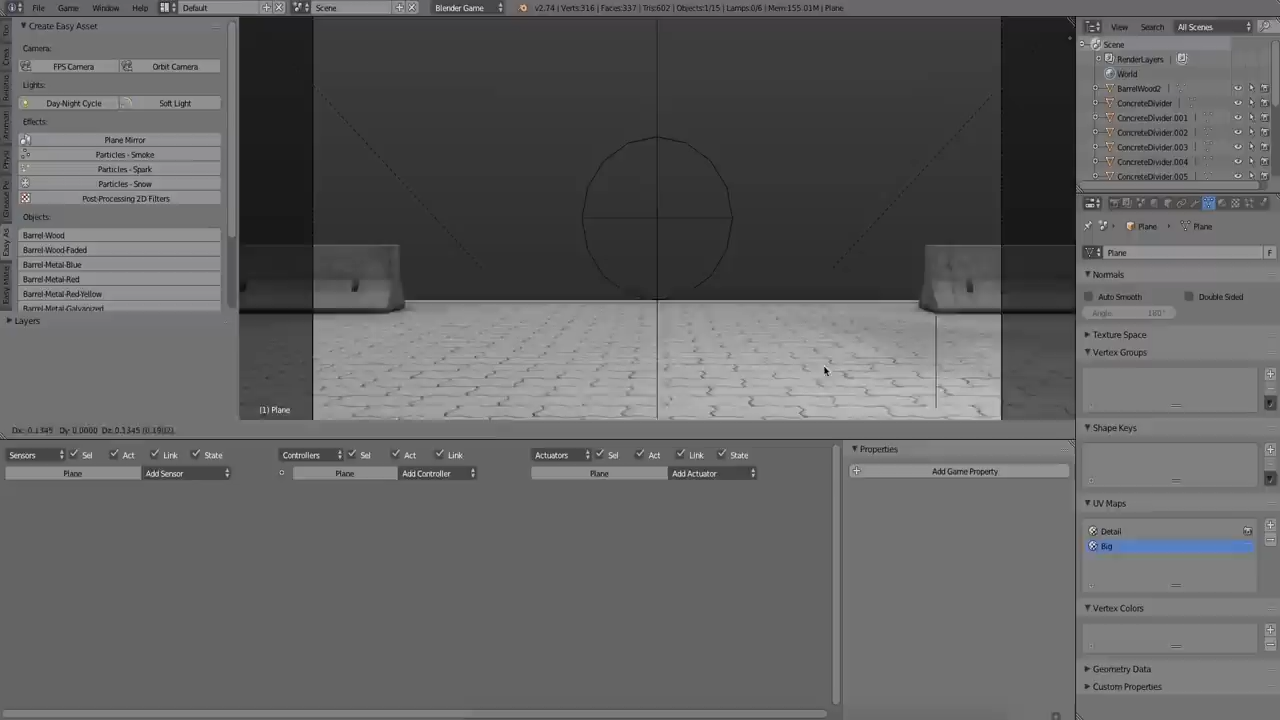 File Game Window Help Default Scene Blender Game v2.74 | Verts:316 | Faces:337 | Tris:602 | Objects:1/15 | Lamps:0/6 | Mem:155.01M | Plane
Create Easy Asset
Camera:
FPS Camera Orbit Camera
Lights:
Day-Night Cycle Soft Light
Effects:
Plane Mirror
Particles - Smoke
Particles - Spark
Particles - Snow
Post-Processing 2D Filters
Objects:
Barrel-Wood
Barrel-Wood-Faded
Barrel-Metal-Blue
Barrel-Metal-Red
Barrel-Metal-Red-Yellow
Barrel-Metal-Galvanized
Layers
(1) Plane
View Search All Scenes
Scene
RenderLayers
World
BarrelWood2
ConcreteDivider
ConcreteDivider.001
ConcreteDivider.002
ConcreteDivider.003
ConcreteDivider.004
ConcreteDivider.005
Plane Plane
Plane F
Normals
Auto Smooth Double Sided
Angle: 180°
Texture Space
Vertex Groups
Shape Keys
UV Maps
Detail
Big
Vertex Colors
Geometry Data
Custom Properties
Sensors Sel Act Link State Controllers Sel Act Link Actuators Sel Act Link State
Plane Add Sensor Plane Add Controller Plane Add Actuator
Properties
Add Game Property